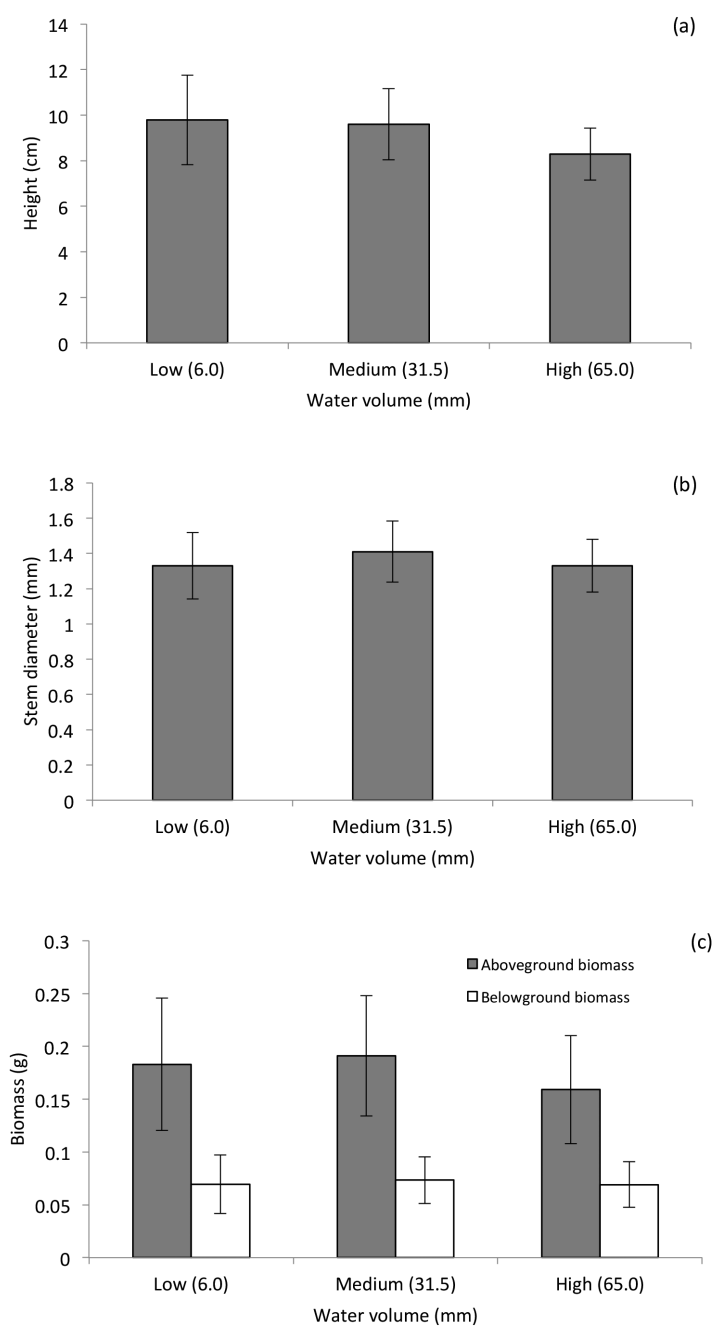 (a)
14
12
10
8
6
4
2
0
Height (cm)
Low (6.0) Medium (31.5) High (65.0)
Water volume (mm)
(b)
1.8
1.6
1.4
1.2
1
0.8
0.6
0.4
0.2
0
Stem diameter (mm)
Low (6.0) Medium (31.5) High (65.0)
Water volume (mm)
(c)
0.3
0.25
0.2
0.15
0.1
0.05
0
Biomass (g)
Aboveground biomass
Belowground biomass
Low (6.0) Medium (31.5) High (65.0)
Water volume (mm)